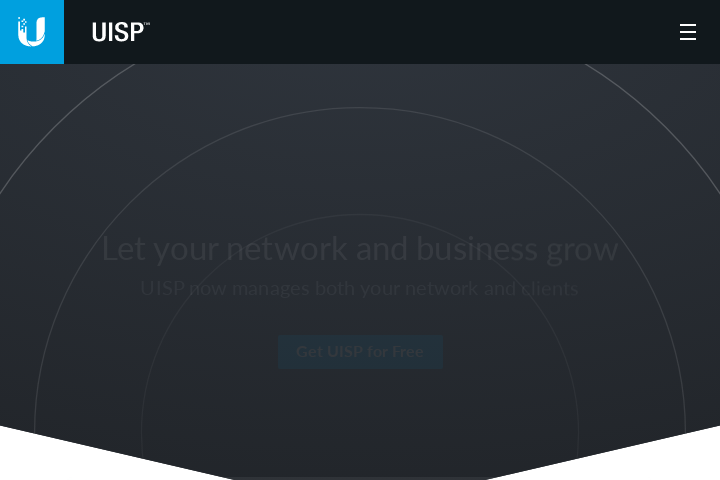 UISP™
Let your network and business grow
UISP now manages both your network and clients
Get UISP for Free